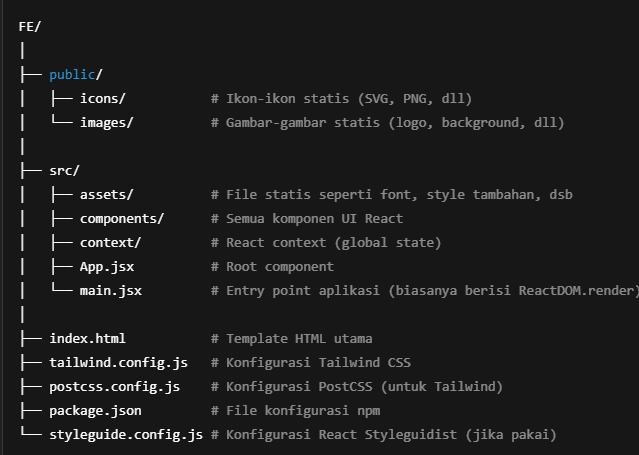 FE/
│
├── public/
│   ├── icons/           # Ikon-ikon statis (SVG, PNG, dll)
│   └── images/          # Gambar-gambar statis (logo, background, dll)
│
├── src/
│   ├── assets/          # File statis seperti font, style tambahan, dsb
│   ├── components/      # Semua komponen UI React
│   ├── context/         # React context (global state)
│   ├── App.jsx          # Root component
│   └── main.jsx         # Entry point aplikasi (biasanya berisi ReactDOM.render)
│
├── index.html           # Template HTML utama
├── tailwind.config.js   # Konfigurasi Tailwind CSS
├── postcss.config.js    # Konfigurasi PostCSS (untuk Tailwind)
├── package.json         # File konfigurasi npm
└── styleguide.config.js # Konfigurasi React Styleguidist (jika pakai)